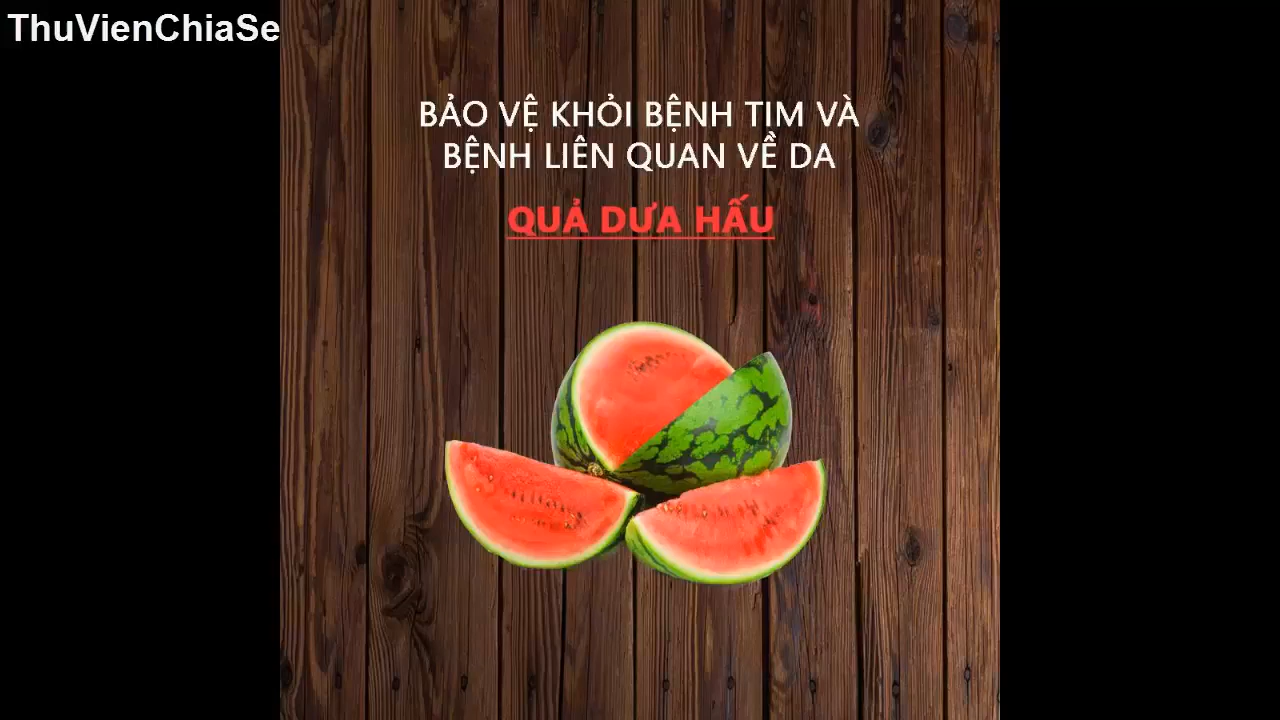 ThuVienChiaSe
BẢO VỆ KHỎI BỆNH TIM VÀ
BỆNH LIÊN QUAN VỀ DA
QUẢ DƯA HẤU